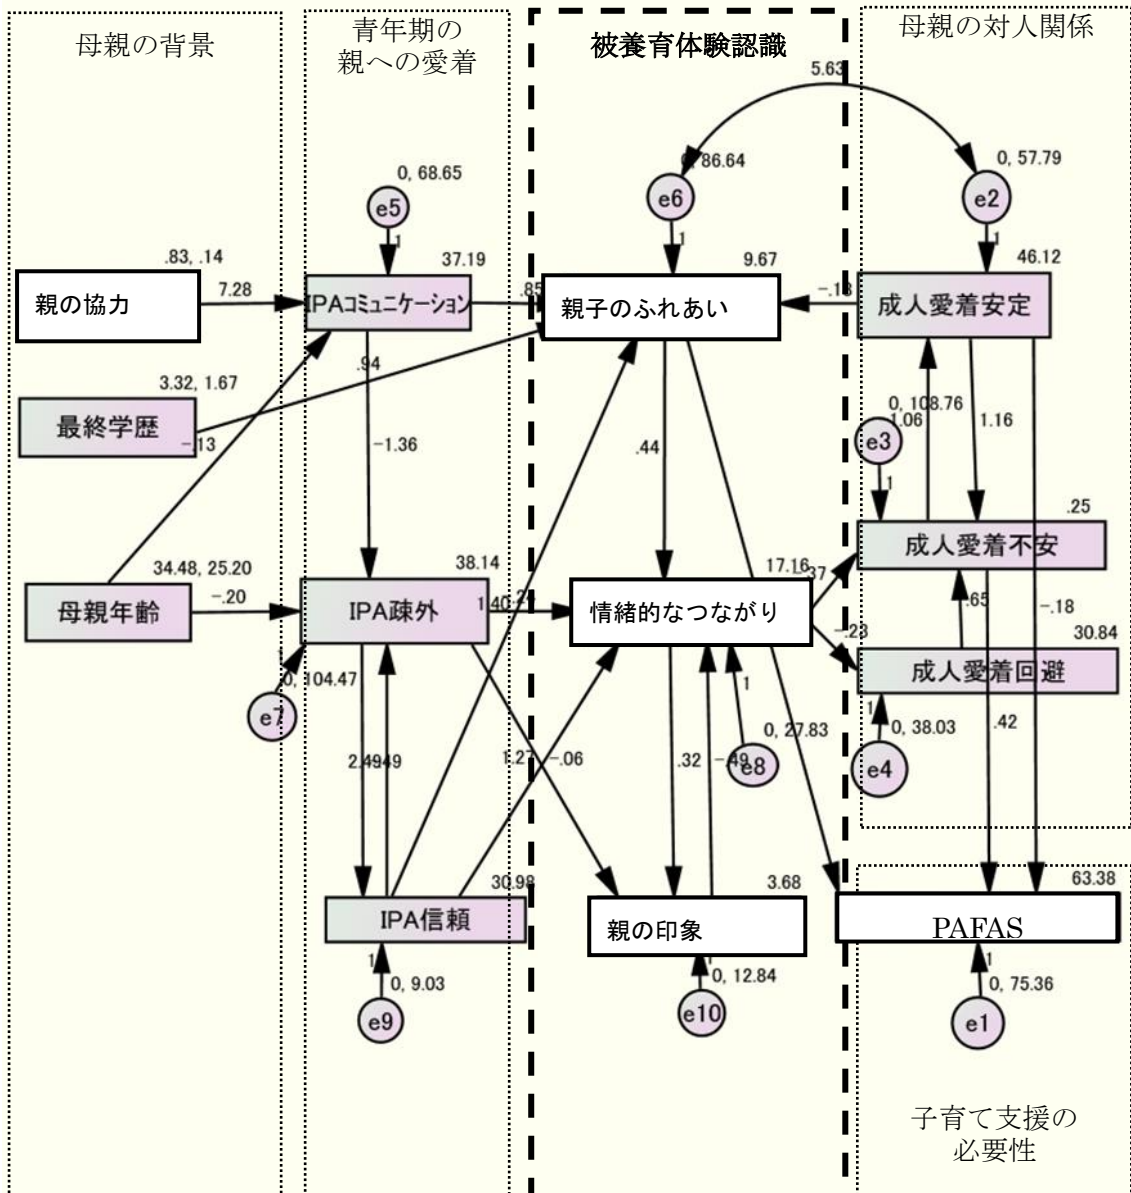 母親の背景
青年期の
親への愛着
被養育体験認識
母親の対人関係
5.63
0, 68.65
0, 86.64
0, 57.79
e5
e6
e2
1
1
1
.83, .14
37.19
9.67
46.12
親の協力
7.28
IPAコミュニケーション
.85
親子のふれあい
成人愛着安定
3.32, 1.67
.94
最終学歴
-.13
-1.36
.44
0, 108.76
1.06
1.16
e3
1
.25
成人愛着不安
34.48, 25.20
38.14
17.16
-.37
母親年齢
-.20
IPA疎外
情緒的なつながり
.65
-.18
-.23
30.84
成人愛着回避
0, 104.47
e7
1
1
0, 38.03
e4
.42
0, 27.83
e8
1.27
-.06
.32
-.49
30.98
3.68
63.38
IPA信頼
親の印象
PAFAS
1
1
0, 9.03
0, 12.84
0, 75.36
e9
e10
e1
子育て支援の
必要性